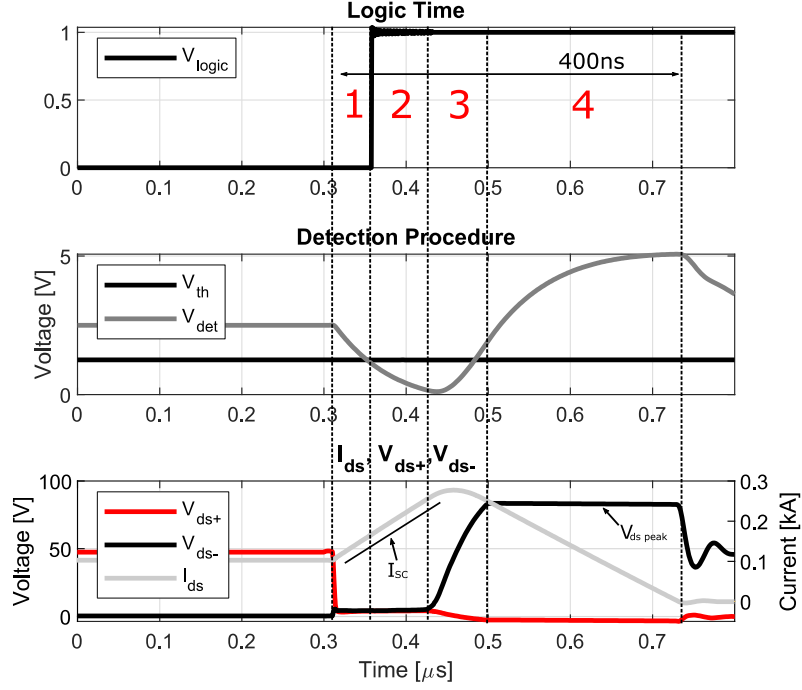 Logic Time
1
V_logic
400ns
0.5
1 2 3 4
0
0 0.1 0.2 0.3 0.4 0.5 0.6 0.7
Detection Procedure
Voltage [V]
5
V_th
V_det
0
0 0.1 0.2 0.3 0.4 0.5 0.6 0.7
I_ds, V_ds+, V_ds-
Voltage [V]
100
50
0
V_ds+
V_ds-
I_ds
I_SC
V_ds peak
0.3
0.2
0.1
0
Current [kA]
0 0.1 0.2 0.3 0.4 0.5 0.6 0.7
Time [μs]